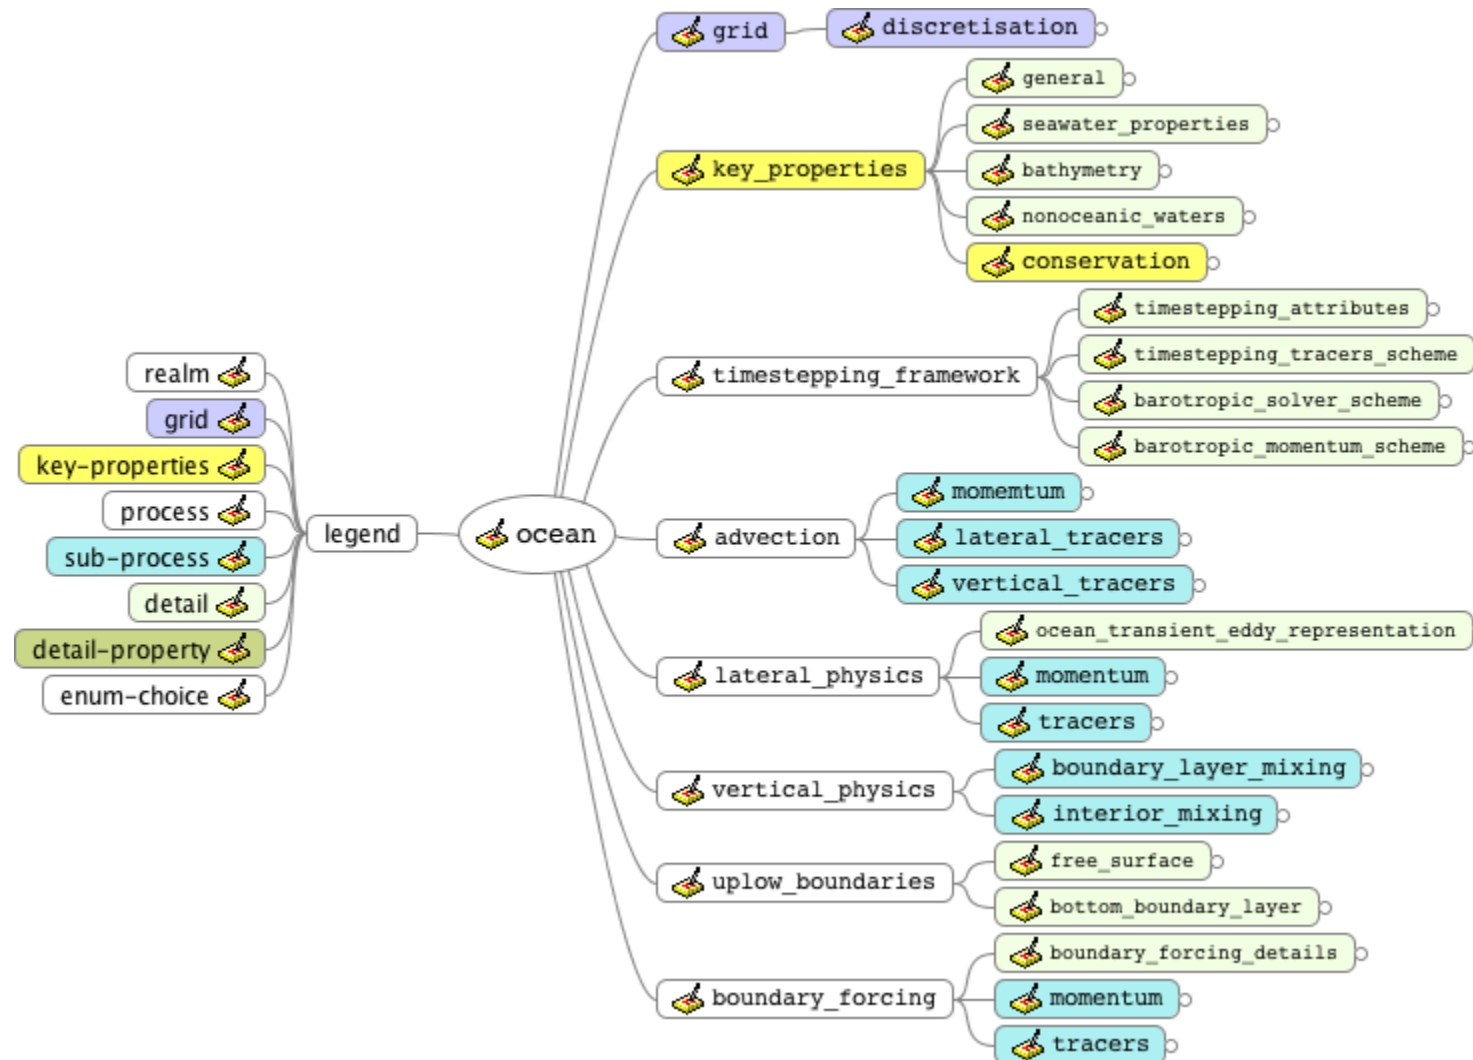 realm
grid
key-properties
process
sub-process
detail
detail-property
enum-choice
legend
ocean
grid
discretisation
key_properties
general
seawater_properties
bathymetry
nonoceanic_waters
conservation
timestepping_framework
timestepping_attributes
timestepping_tracers_scheme
barotropic_solver_scheme
barotropic_momentum_scheme
advection
momemtum
lateral_tracers
vertical_tracers
lateral_physics
ocean_transient_eddy_representation
momentum
tracers
vertical_physics
boundary_layer_mixing
interior_mixing
uplow_boundaries
free_surface
bottom_boundary_layer
boundary_forcing
boundary_forcing_details
momentum
tracers